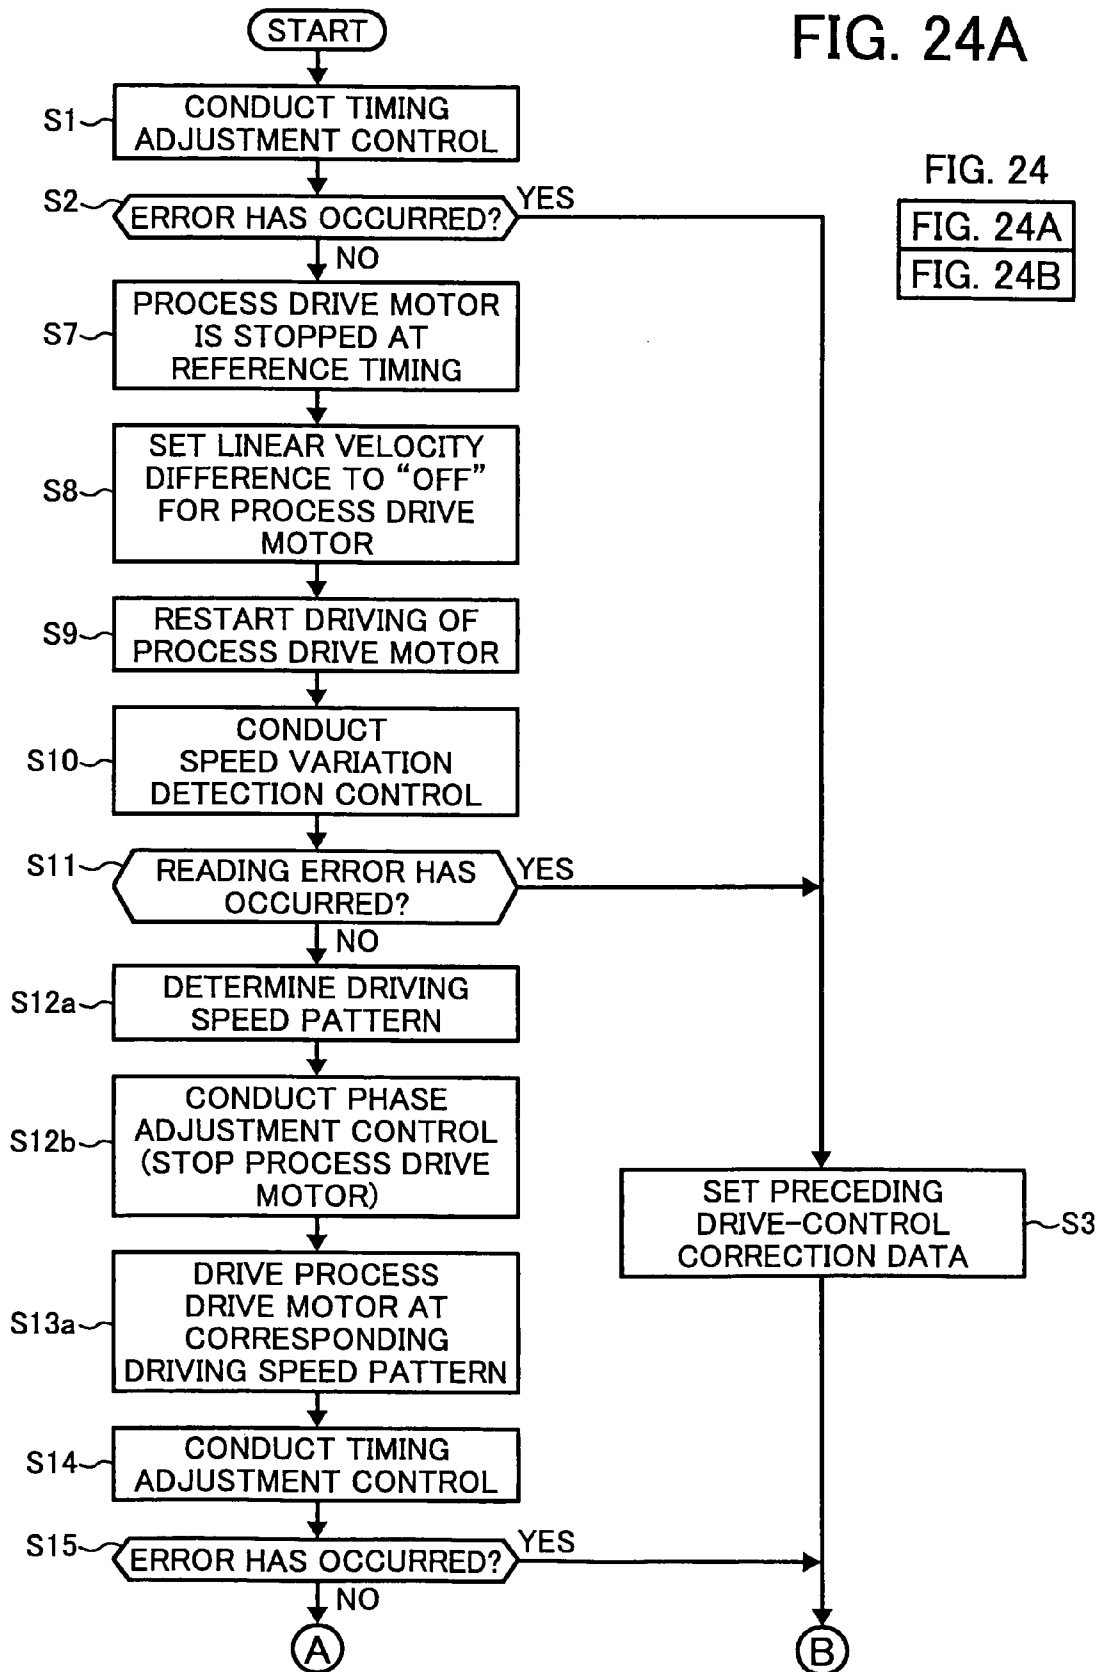 FIG. 24A
FIG. 24
FIG. 24A
FIG. 24B
START
S1
CONDUCT TIMING
ADJUSTMENT CONTROL
S2
ERROR HAS OCCURRED?
YES
NO
S7
PROCESS DRIVE MOTOR
IS STOPPED AT
REFERENCE TIMING
S8
SET LINEAR VELOCITY
DIFFERENCE TO “OFF”
FOR PROCESS DRIVE
MOTOR
S9
RESTART DRIVING OF
PROCESS DRIVE MOTOR
S10
CONDUCT
SPEED VARIATION
DETECTION CONTROL
S11
READING ERROR HAS
OCCURRED?
YES
NO
S12a
DETERMINE DRIVING
SPEED PATTERN
S12b
CONDUCT PHASE
ADJUSTMENT CONTROL
(STOP PROCESS DRIVE
MOTOR)
SET PRECEDING
DRIVE-CONTROL
CORRECTION DATA
S3
S13a
DRIVE PROCESS
DRIVE MOTOR AT
CORRESPONDING
DRIVING SPEED PATTERN
S14
CONDUCT TIMING
ADJUSTMENT CONTROL
S15
ERROR HAS OCCURRED?
YES
NO
A
B